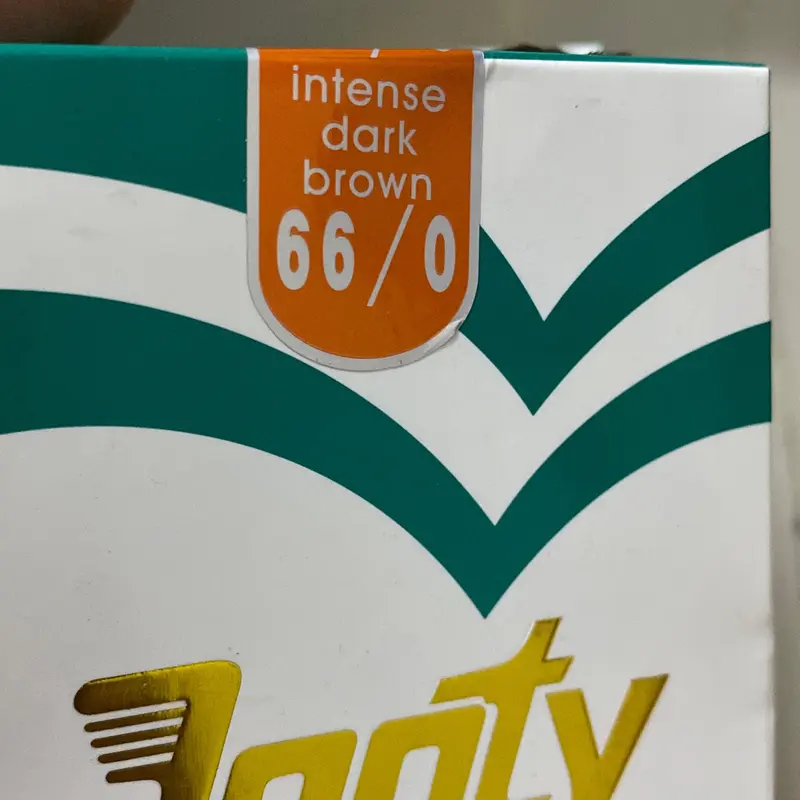 intense
dark
brown
66/0